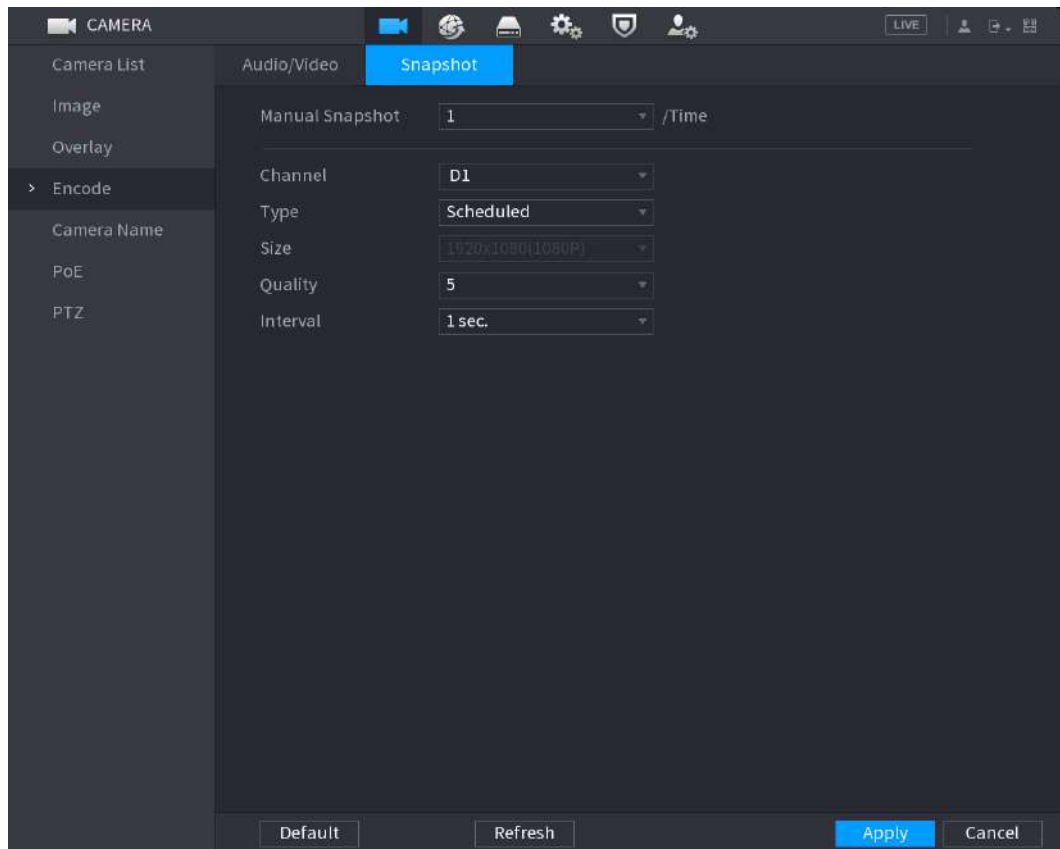 CAMERA
LIVE
Camera List
Image
Overlay
> Encode
Camera Name
PoE
PTZ
Audio/Video
Snapshot
Manual Snapshot 1 /Time
Channel D1
Type Scheduled
Size 1920x1080(1080P)
Quality 5
Interval 1 sec.
Default Refresh Apply Cancel